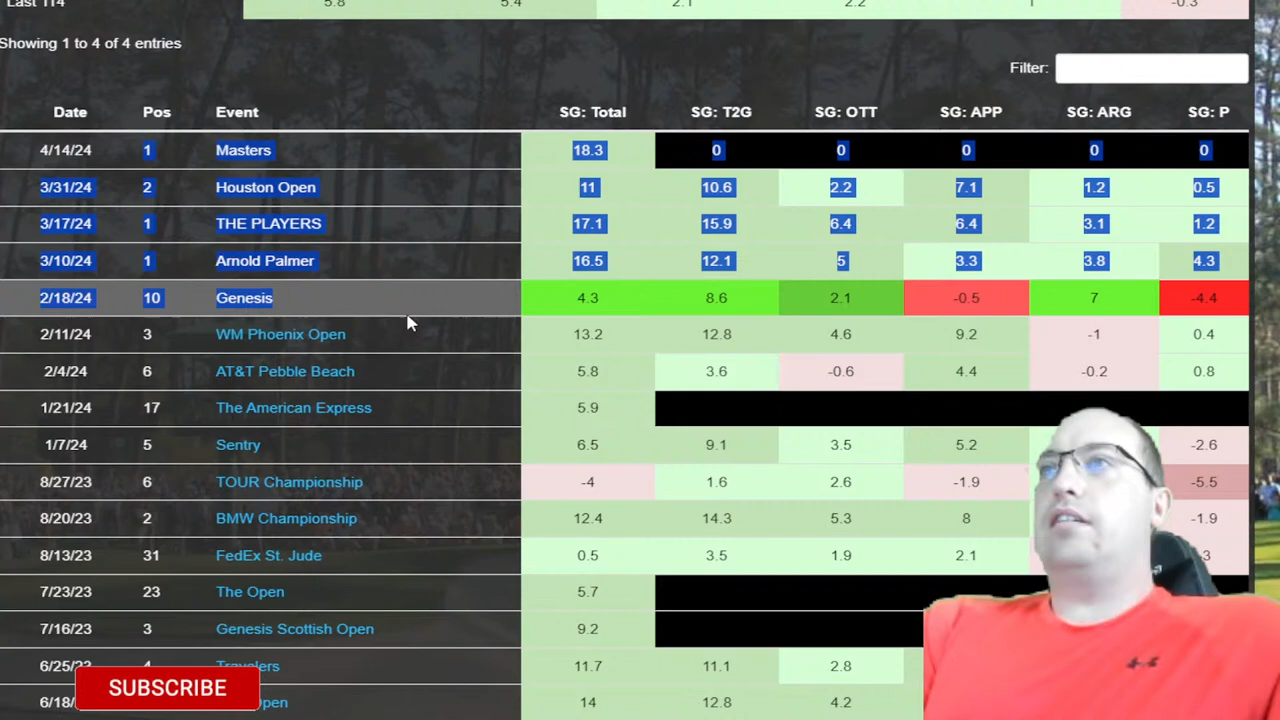 Last 114 5.8 5.4 2.1 2.2 1 -0.3
Showing 1 to 4 of 4 entries
Filter:
Date Pos Event SG: Total SG: T2G SG: OTT SG: APP SG: ARG SG: P
4/14/24 1 Masters 18.3 0 0 0 0 0
3/31/24 2 Houston Open 11 10.6 2.2 7.1 1.2 0.5
3/17/24 1 THE PLAYERS 17.1 15.9 6.4 6.4 3.1 1.2
3/10/24 1 Arnold Palmer 16.5 12.1 5 3.3 3.8 4.3
2/18/24 10 Genesis 4.3 8.6 2.1 -0.5 7 -4.4
2/11/24 3 WM Phoenix Open 13.2 12.8 4.6 9.2 -1 0.4
2/4/24 6 AT&T Pebble Beach 5.8 3.6 -0.6 4.4 -0.2 0.8
1/21/24 17 The American Express 5.9
1/7/24 5 Sentry 6.5 9.1 3.5 5.2 -2.6
8/27/23 6 TOUR Championship -4 1.6 2.6 -1.9 -5.5
8/20/23 2 BMW Championship 12.4 14.3 5.3 8 -1.9
8/13/23 31 FedEx St. Jude 0.5 3.5 1.9 2.1
7/23/23 23 The Open 5.7
7/16/23 3 Genesis Scottish Open 9.2
6/25/23 4 Travelers 11.7 11.1 2.8
6/18/ Open 14 12.8 4.2
SUBSCRIBE